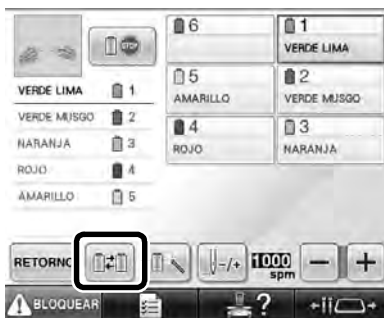 6
1
VERDE LIMA
5
AMARILLO
2
VERDE MUSGO
4
ROJO
3
NARANJA
STOP
VERDE LIMA 1
VERDE MUSGO 2
NARANJA 3
ROJO 4
AMARILLO 5
RETORNO -/+ 1000 spm - +
BLOQUEAR ?